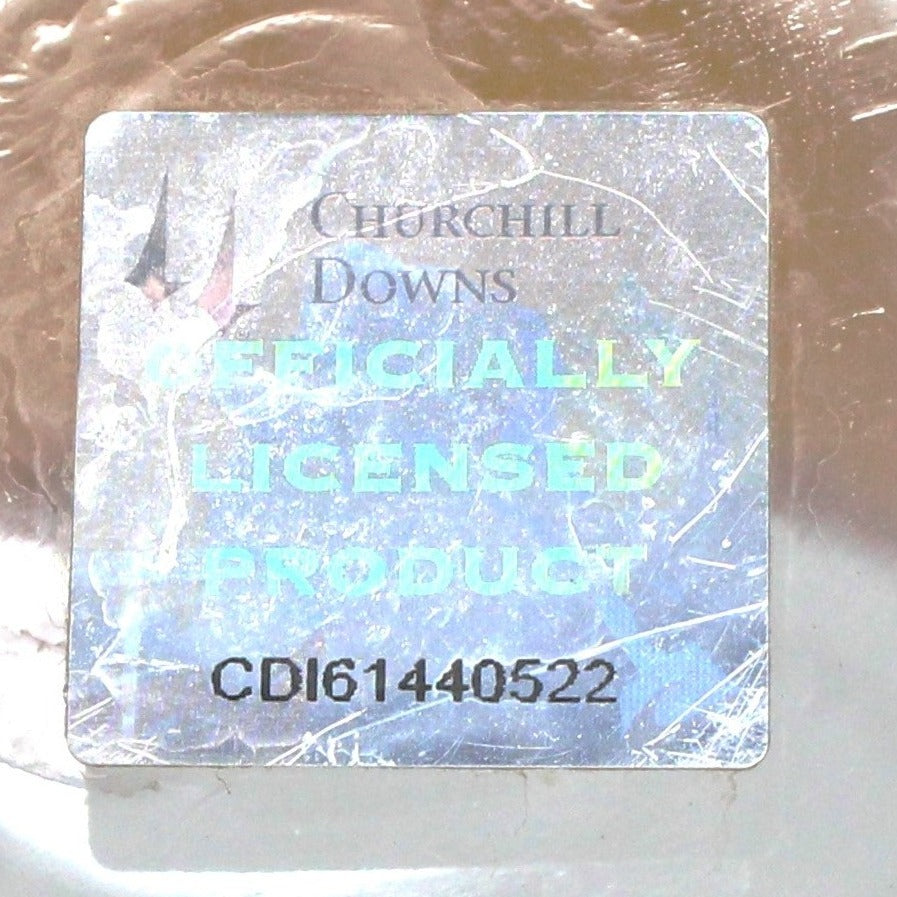 CHURCHILL
DOWNS
OFFICIALLY
LICENSED
PRODUCT
CDI61440522